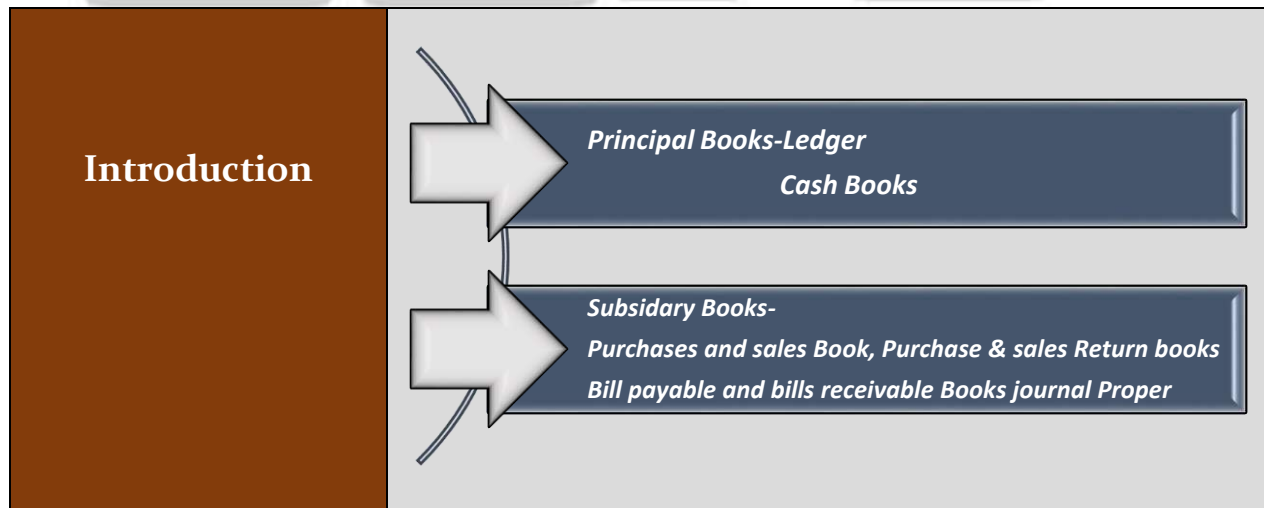 Introduction
Principal Books-Ledger
Cash Books
Subsidary Books-
Purchases and sales Book, Purchase & sales Return books
Bill payable and bills receivable Books journal Proper